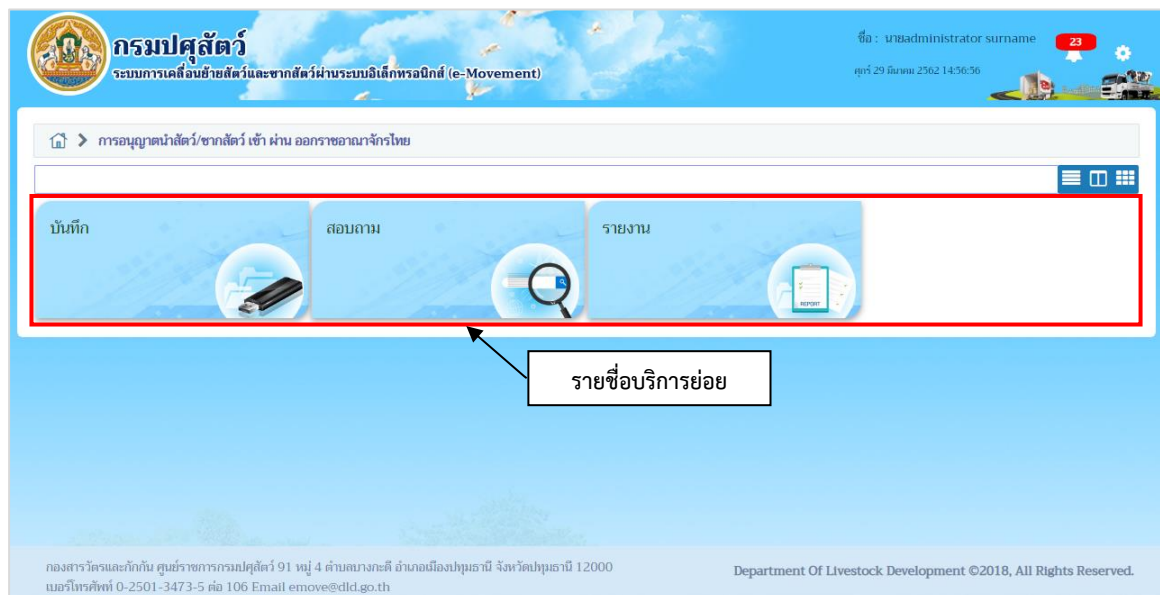 กรมปศุสัตว์
ระบบการเคลื่อนย้ายสัตว์และซากสัตว์ผ่านระบบอิเล็กทรอนิกส์ (e-Movement)
ชื่อ : นายadministrator surname
23
ศุกร์ 29 มีนาคม 2562 14:56:56
การอนุญาตนำสัตว์/ซากสัตว์ เข้า ผ่าน ออกราชอาณาจักรไทย
บันทึก
สอบถาม
รายงาน
REPORT
รายชื่อบริการย่อย
กองสารวัตรและกักกัน ศูนย์ราชการกรมปศุสัตว์ 91 หมู่ 4 ตำบลบางกะดี อำเภอเมืองปทุมธานี จังหวัดปทุมธานี 12000
เบอร์โทรศัพท์ 0-2501-3473-5 ต่อ 106 Email emove@dld.go.th
Department Of Livestock Development ©2018, All Rights Reserved.